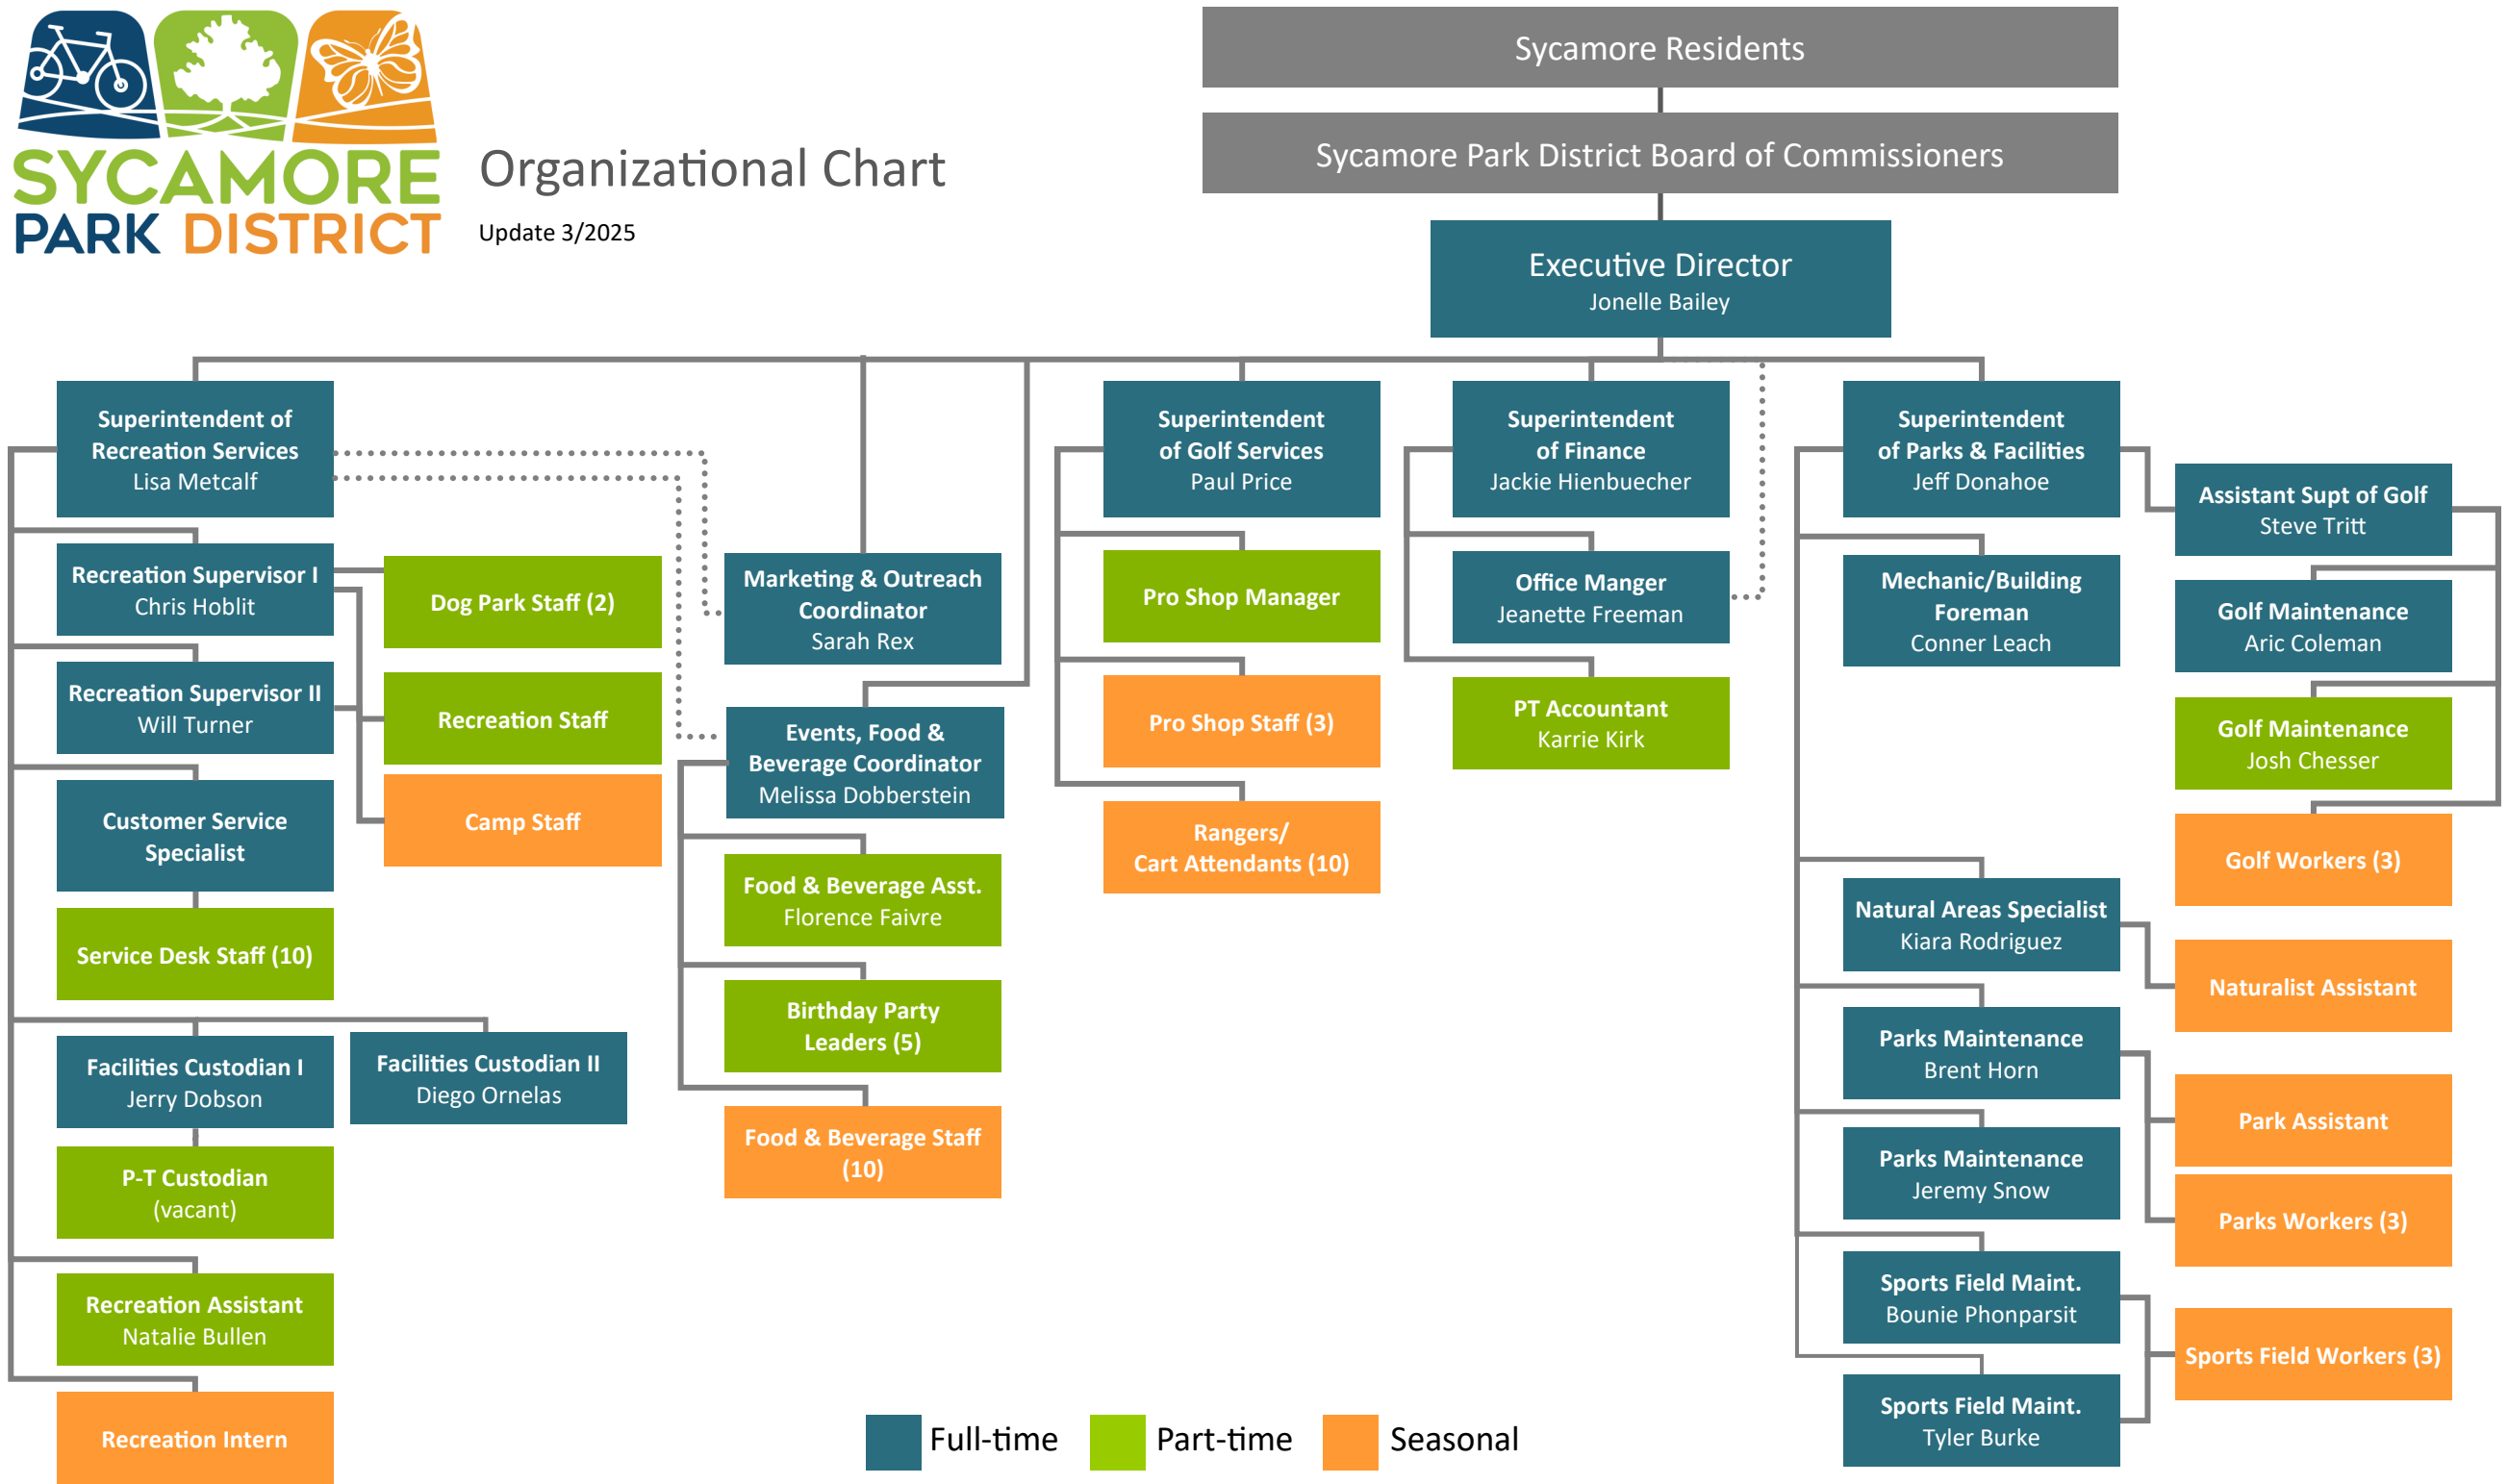 SYCAMORE
PARK DISTRICT
Organizational Chart
Update 3/2025
Sycamore Residents
Sycamore Park District Board of Commissioners
Executive Director
Jonelle Bailey
Superintendent of
Recreation Services
Lisa Metcalf
Recreation Supervisor I
Chris Hoblit
Dog Park Staff (2)
Recreation Supervisor II
Will Turner
Recreation Staff
Camp Staff
Customer Service
Specialist
Service Desk Staff (10)
Facilities Custodian I
Jerry Dobson
Facilities Custodian II
Diego Ornelas
P-T Custodian
(vacant)
Recreation Assistant
Natalie Bullen
Recreation Intern
Marketing & Outreach
Coordinator
Sarah Rex
Events, Food &
Beverage Coordinator
Melissa Dobberstein
Food & Beverage Asst.
Florence Faivre
Birthday Party
Leaders (5)
Food & Beverage Staff
(10)
Superintendent
of Golf Services
Paul Price
Pro Shop Manager
Pro Shop Staff (3)
Rangers/
Cart Attendants (10)
Superintendent
of Finance
Jackie Hienbuecher
Office Manger
Jeanette Freeman
PT Accountant
Karrie Kirk
Superintendent
of Parks & Facilities
Jeff Donahoe
Assistant Supt of Golf
Steve Tritt
Mechanic/Building
Foreman
Conner Leach
Golf Maintenance
Aric Coleman
Golf Maintenance
Josh Chesser
Golf Workers (3)
Natural Areas Specialist
Kiara Rodriguez
Naturalist Assistant
Parks Maintenance
Brent Horn
Park Assistant
Parks Maintenance
Jeremy Snow
Parks Workers (3)
Sports Field Maint.
Bounie Phonparsit
Sports Field Workers (3)
Sports Field Maint.
Tyler Burke
Full-time
Part-time
Seasonal